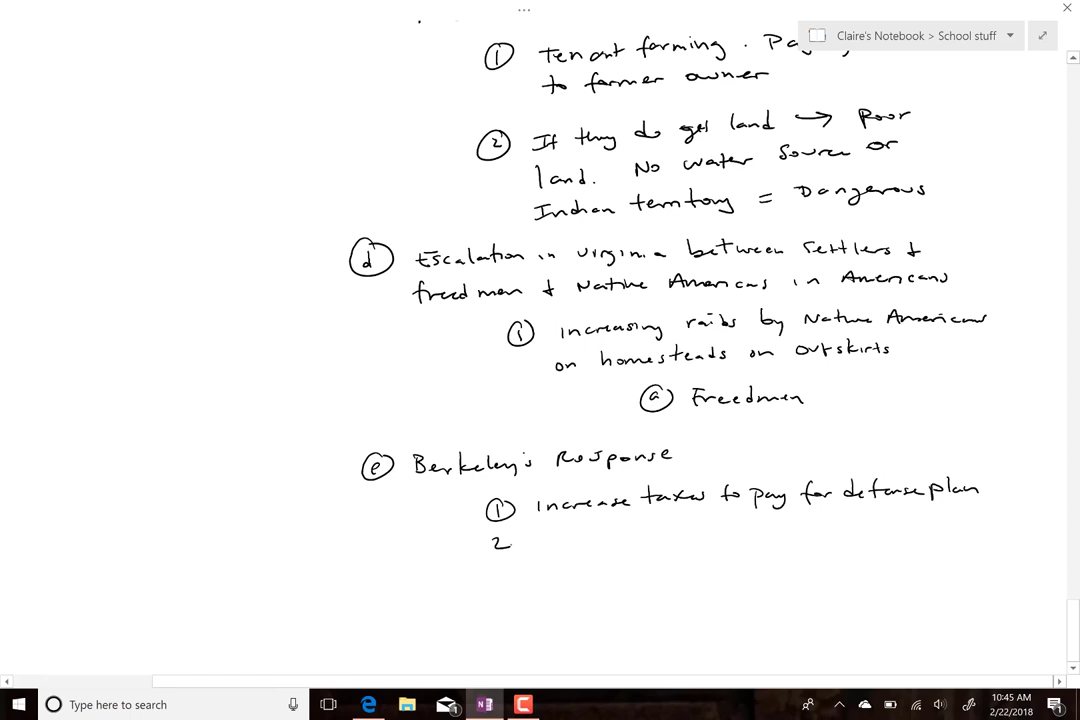 ...
Claire's Notebook > School stuff
① Tenant farming.
to farmer owner
② If they do get land → Poor
land. No water source or
Indian territory = Dangerous
ⓓ Escalation in Virginia between settlers +
freedmen + Native Americas in Americans
① increasing raids by Native Americans
on homesteads on outskirts
ⓐ Freedmen
ⓔ Berkeley's Response
① increase taxes to pay for defense plan
2
Type here to search
10:45 AM
2/22/2018